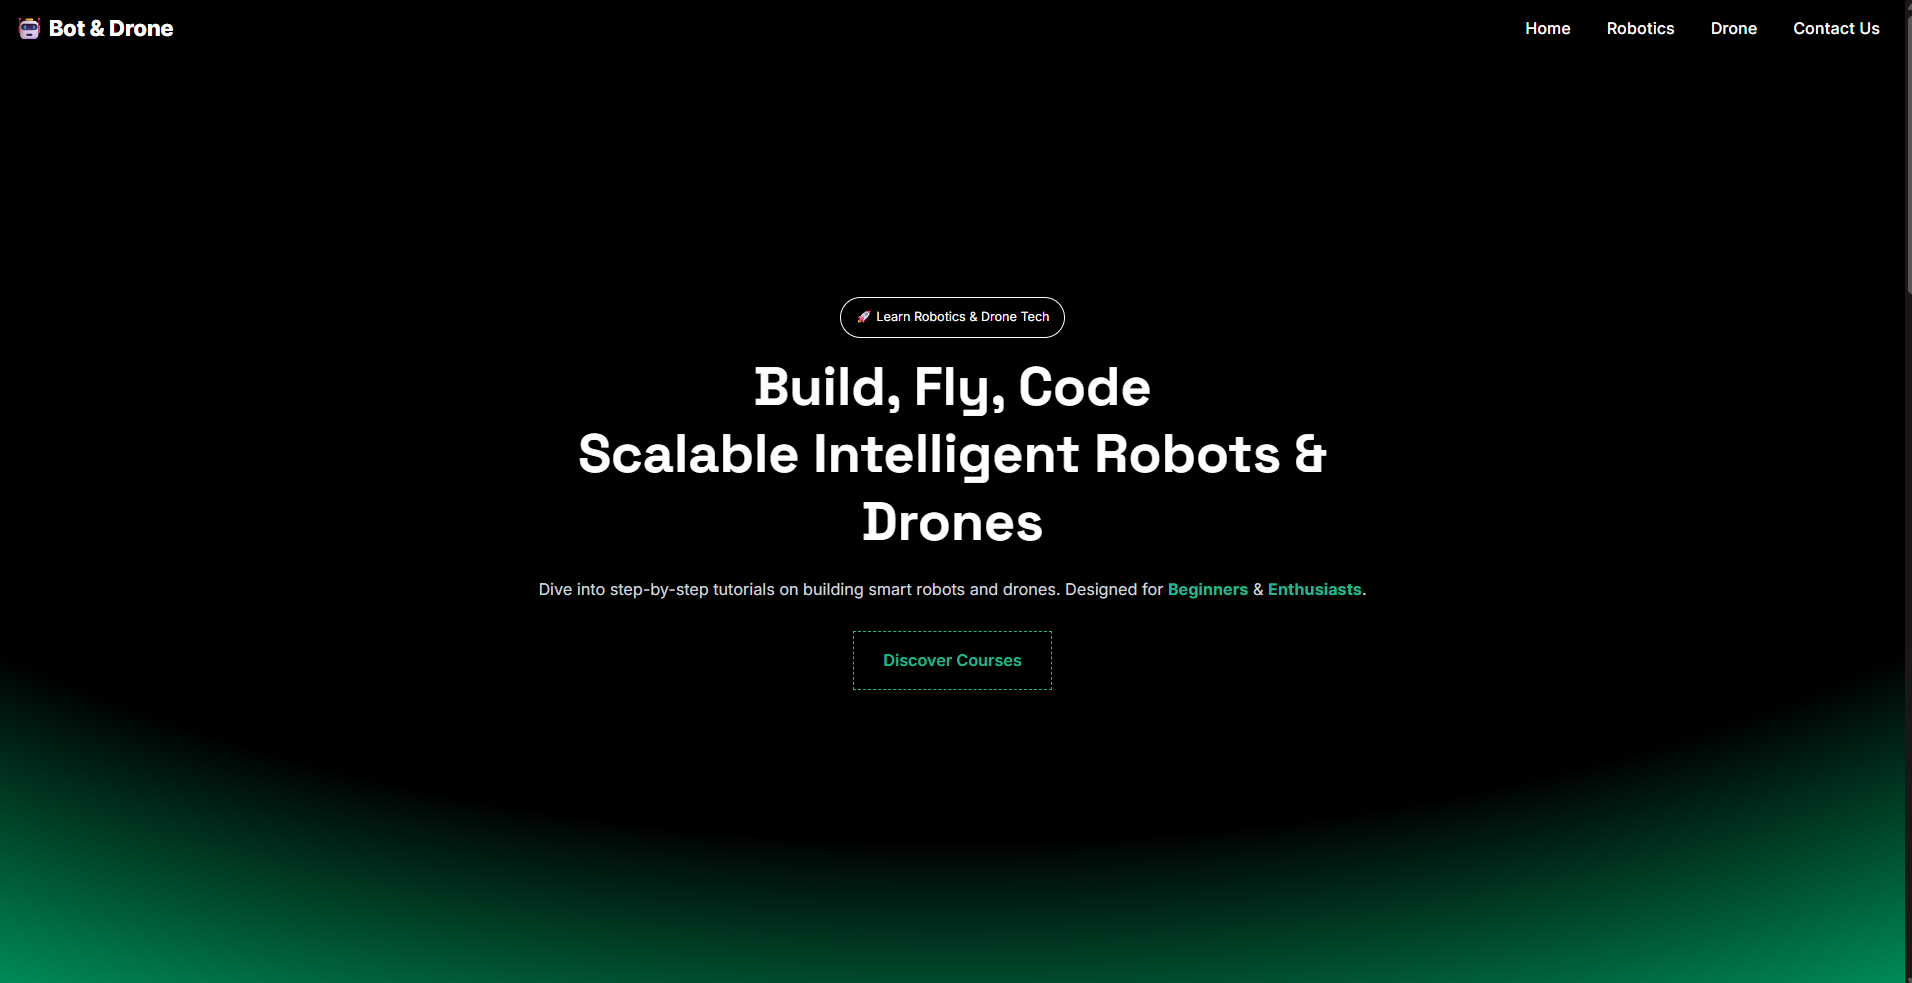 Bot & Drone
Home
Robotics
Drone
Contact Us
🚀 Learn Robotics & Drone Tech
Build, Fly, Code
Scalable Intelligent Robots &
Drones
Dive into step-by-step tutorials on building smart robots and drones. Designed for Beginners & Enthusiasts.
Discover Courses